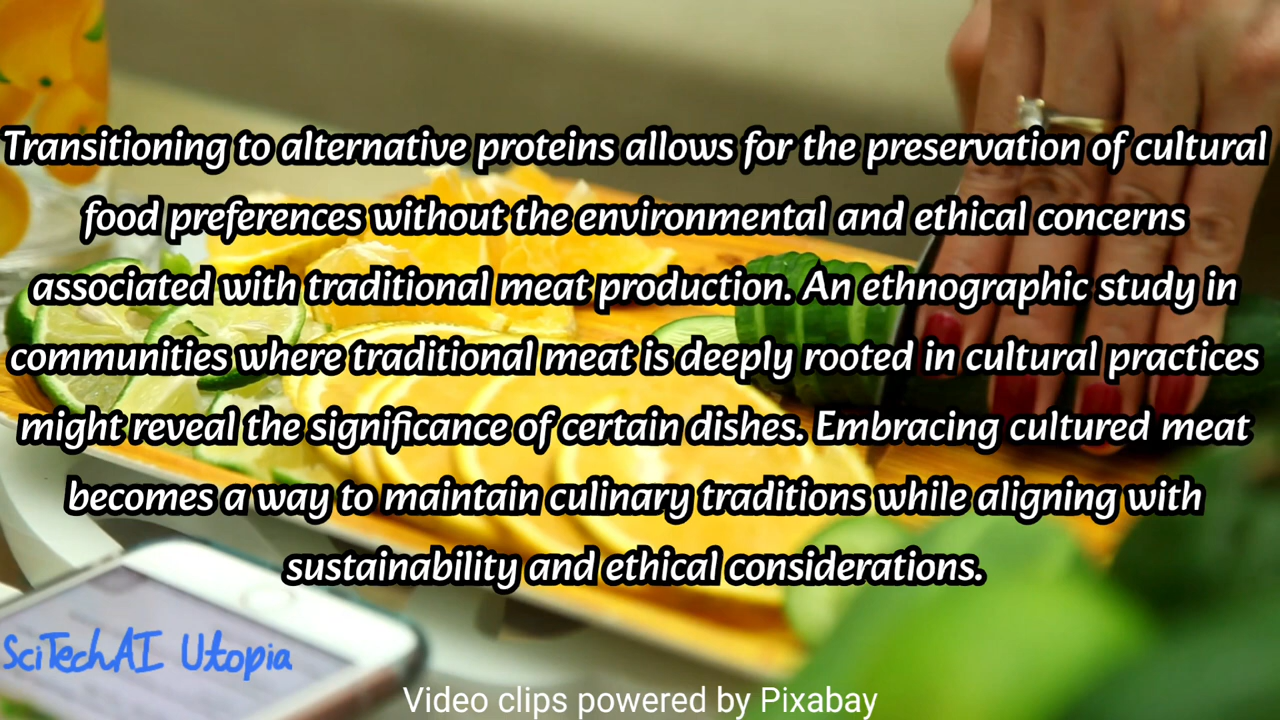 Transitioning to alternative proteins allows for the preservation of cultural
food preferences without the environmental and ethical concerns
associated with traditional meat production. An ethnographic study in
communities where traditional meat is deeply rooted in cultural practices
might reveal the significance of certain dishes. Embracing cultured meat
becomes a way to maintain culinary traditions while aligning with
sustainability and ethical considerations.
SciTechAI Utopia
Video clips powered by Pixabay